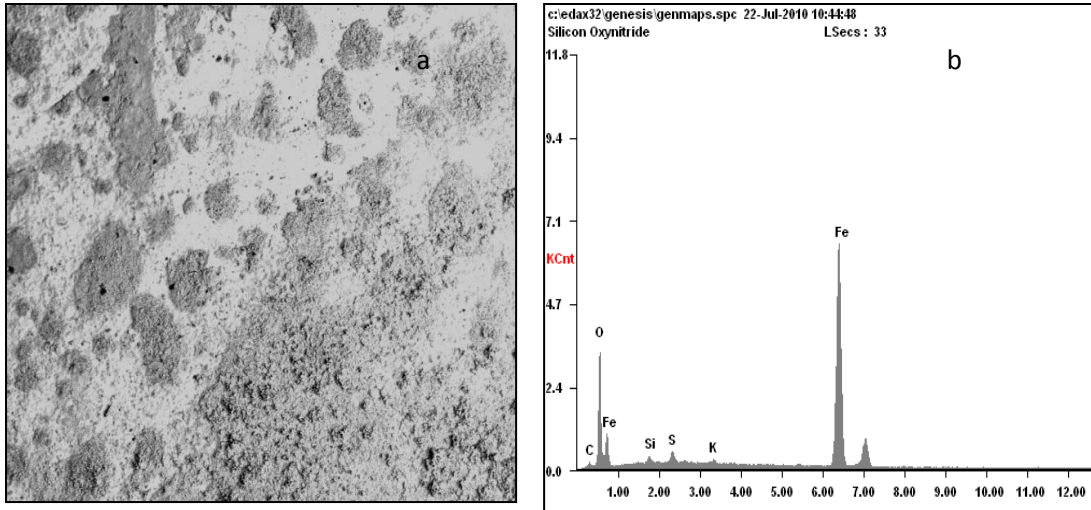 a
c:\edax32\genesis\genmaps.spc 22-Jul-2010 10:44:48
Silicon Oxynitride LSecs : 33
b
11.8
9.4
7.1
KCnt
4.7
2.4
0.0
C
O
Fe
Si
S
K
Fe
1.00 2.00 3.00 4.00 5.00 6.00 7.00 8.00 9.00 10.00 11.00 12.00